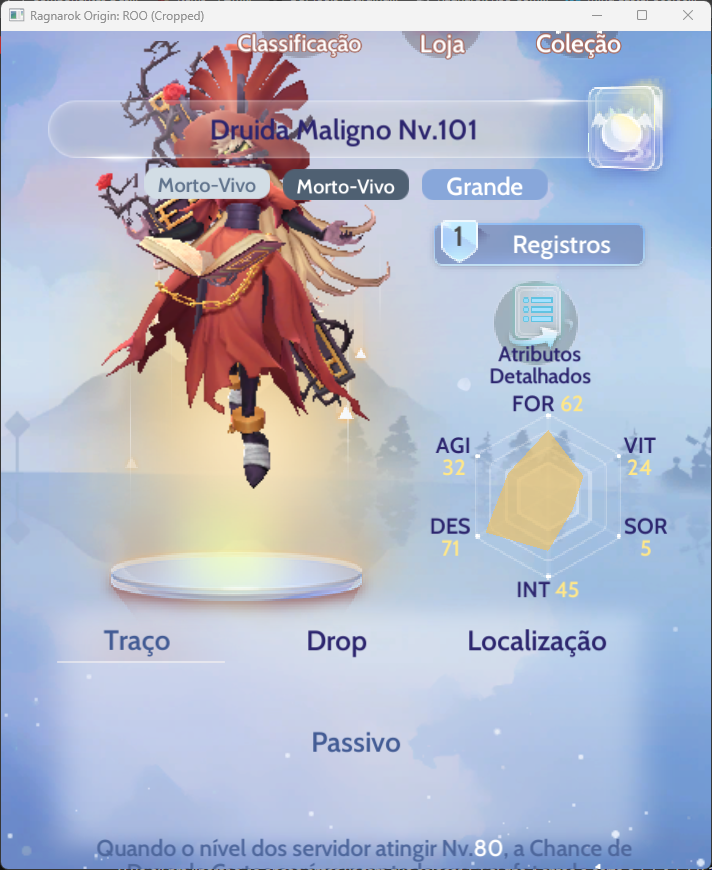 Ragnarok Origin: ROO (Cropped)
Classificação Loja Coleção
Druida Maligno Nv.101
Morto-Vivo Morto-Vivo Grande
1 Registros
Atributos
Detalhados
FOR 62
AGI VIT
32 24
DES SOR
71 5
INT 45
Traço Drop Localização
Passivo
Quando o nível dos servidor atingir Nv.80, a Chance de